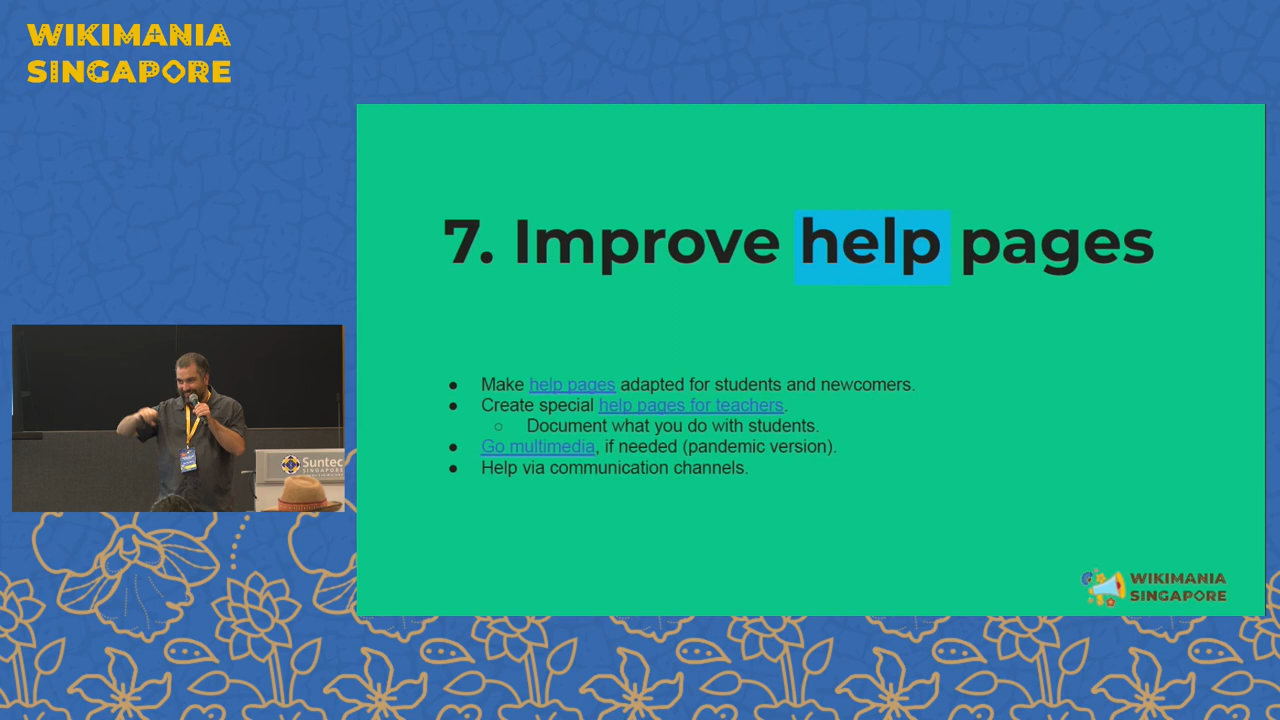 WIKIMANIA
SINGAPORE
7. Improve help pages
● Make help pages adapted for students and newcomers.
● Create special help pages for teachers.
○ Document what you do with students.
● Go multimedia, if needed (pandemic version).
● Help via communication channels.
Suntec
SINGAPORE
WIKIMANIA
SINGAPORE